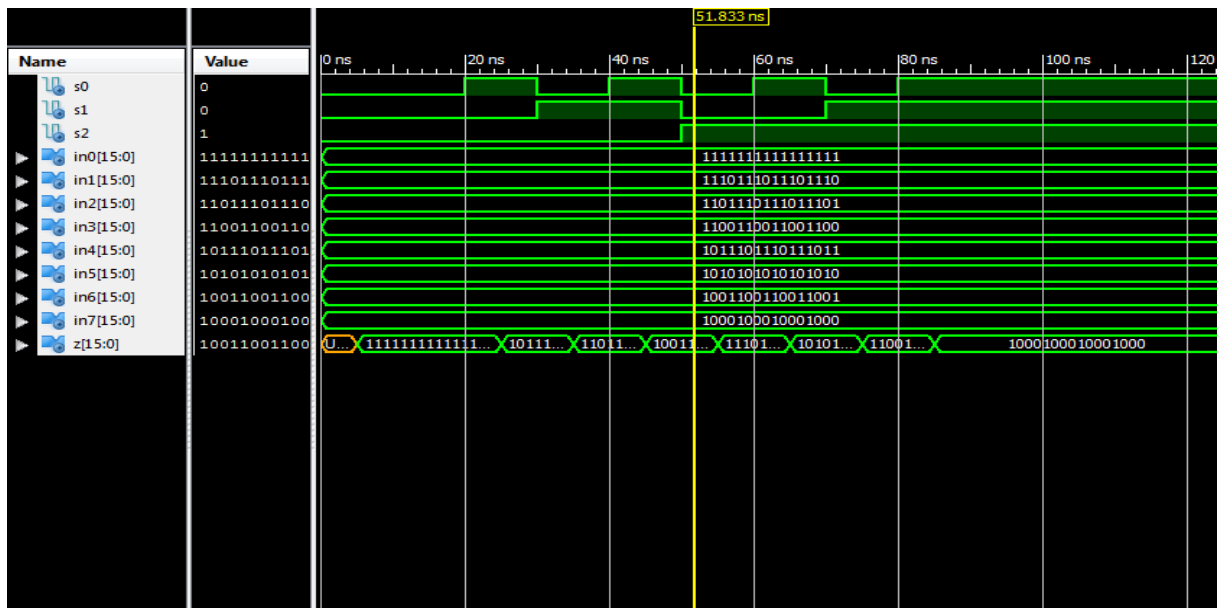 51.833 ns
Name Value 0 ns 20 ns 40 ns 60 ns 80 ns 100 ns 120
s0 0
s1 0
s2 1
in0[15:0] 11111111111 1111111111111111
in1[15:0] 11101110111 1110111011101110
in2[15:0] 11011101110 1101110111011101
in3[15:0] 11001100110 1100110011001100
in4[15:0] 10111011101 1011101110111011
in5[15:0] 10101010101 1010101010101010
in6[15:0] 10011001100 1001100110011001
in7[15:0] 10001000100 1000100010001000
z[15:0] 10011001100 U... 1111111111111... 10111... 11011... 10011... 11101... 10101... 11001... 1000100010001000